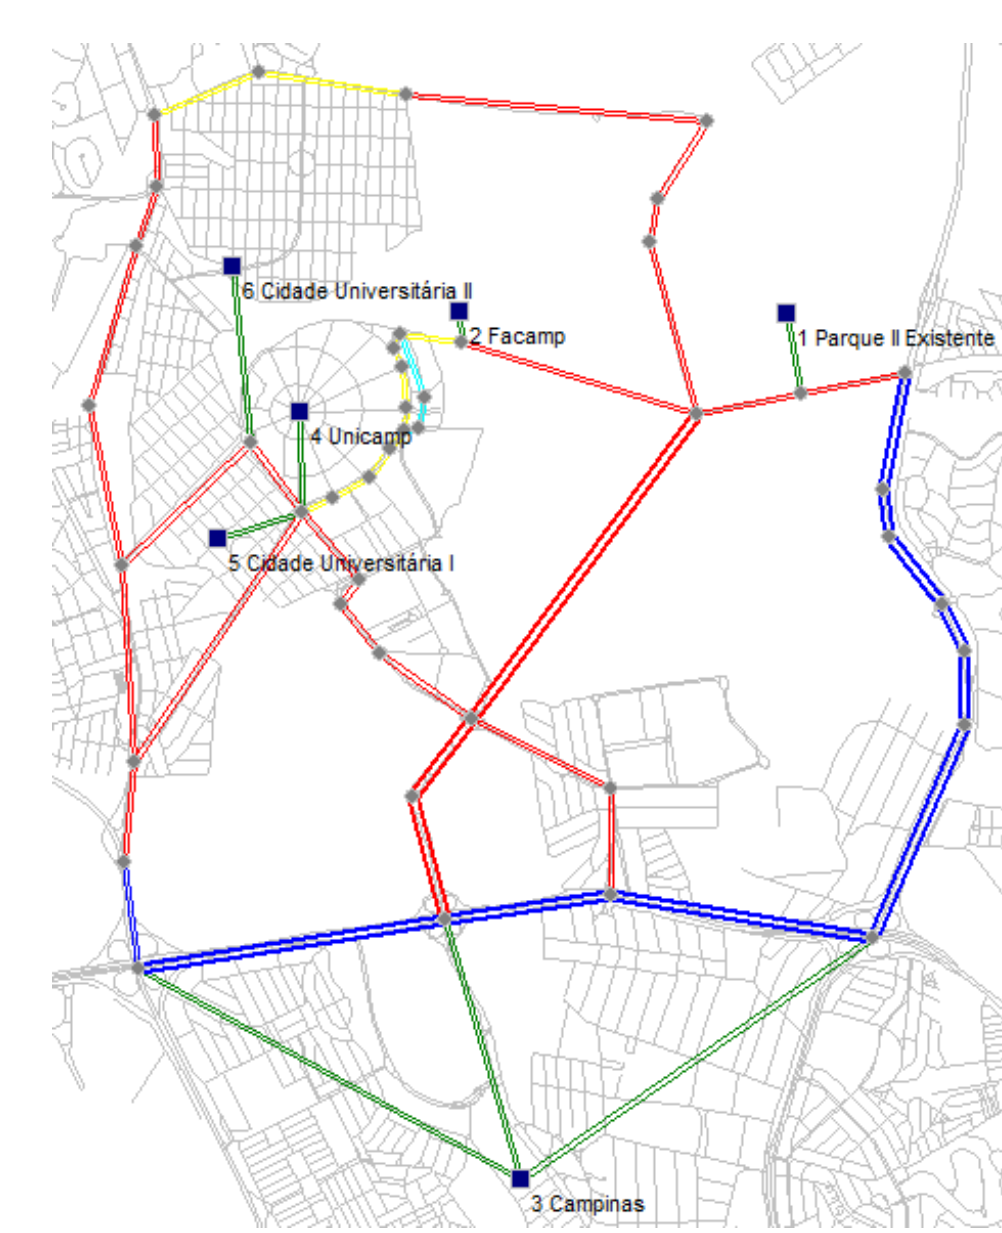 6 Cidade Universitária II
2 Facamp
1 Parque II Existente
4 Unicamp
5 Cidade Universitária I
3 Campinas